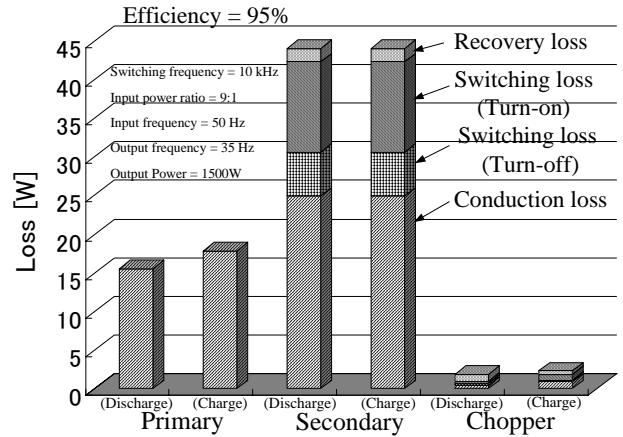 Efficiency = 95%
45
40
35
30
25
20
15
10
5
0
Loss [W]
Switching frequency = 10 kHz
Input power ratio = 9:1
Input frequency = 50 Hz
Output frequency = 35 Hz
Output Power = 1500W
Recovery loss
Switching loss
(Turn-on)
Switching loss
(Turn-off)
Conduction loss
(Discharge) (Charge) (Discharge) (Charge) (Discharge) (Charge)
Primary Secondary Chopper